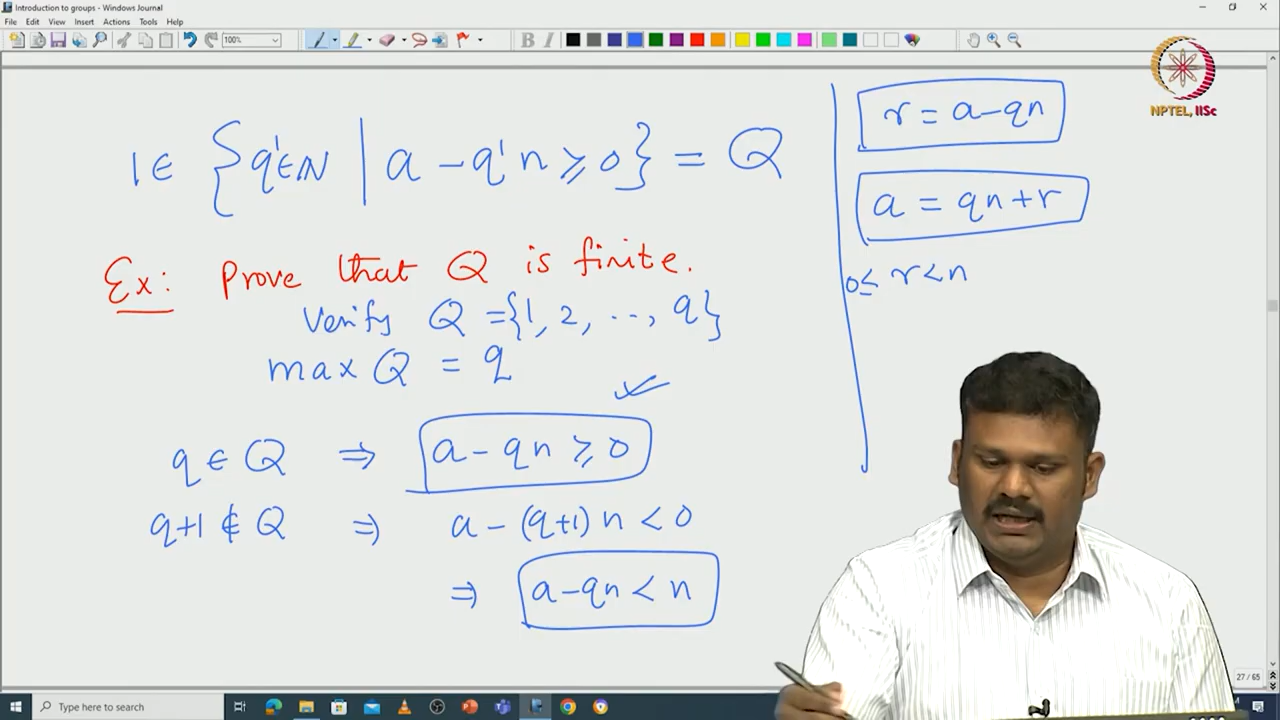 Introduction to groups - Windows Journal
File Edit View Insert Actions Tools Help
100%
B I
NPTEL, IISc
1 ∈ {q' ∈ N | a - q'n ⩾ 0} = Q
Ex: Prove that Q is finite.
Verify Q = {1, 2, .., q}
max Q = q
q ∈ Q ⇒ a - qn ⩾ 0
q+1 ∉ Q ⇒ a - (q+1) n < 0
⇒ a - qn < n
r = a - qn
a = qn + r
0 ≤ r < n
27 / 65
Type here to search